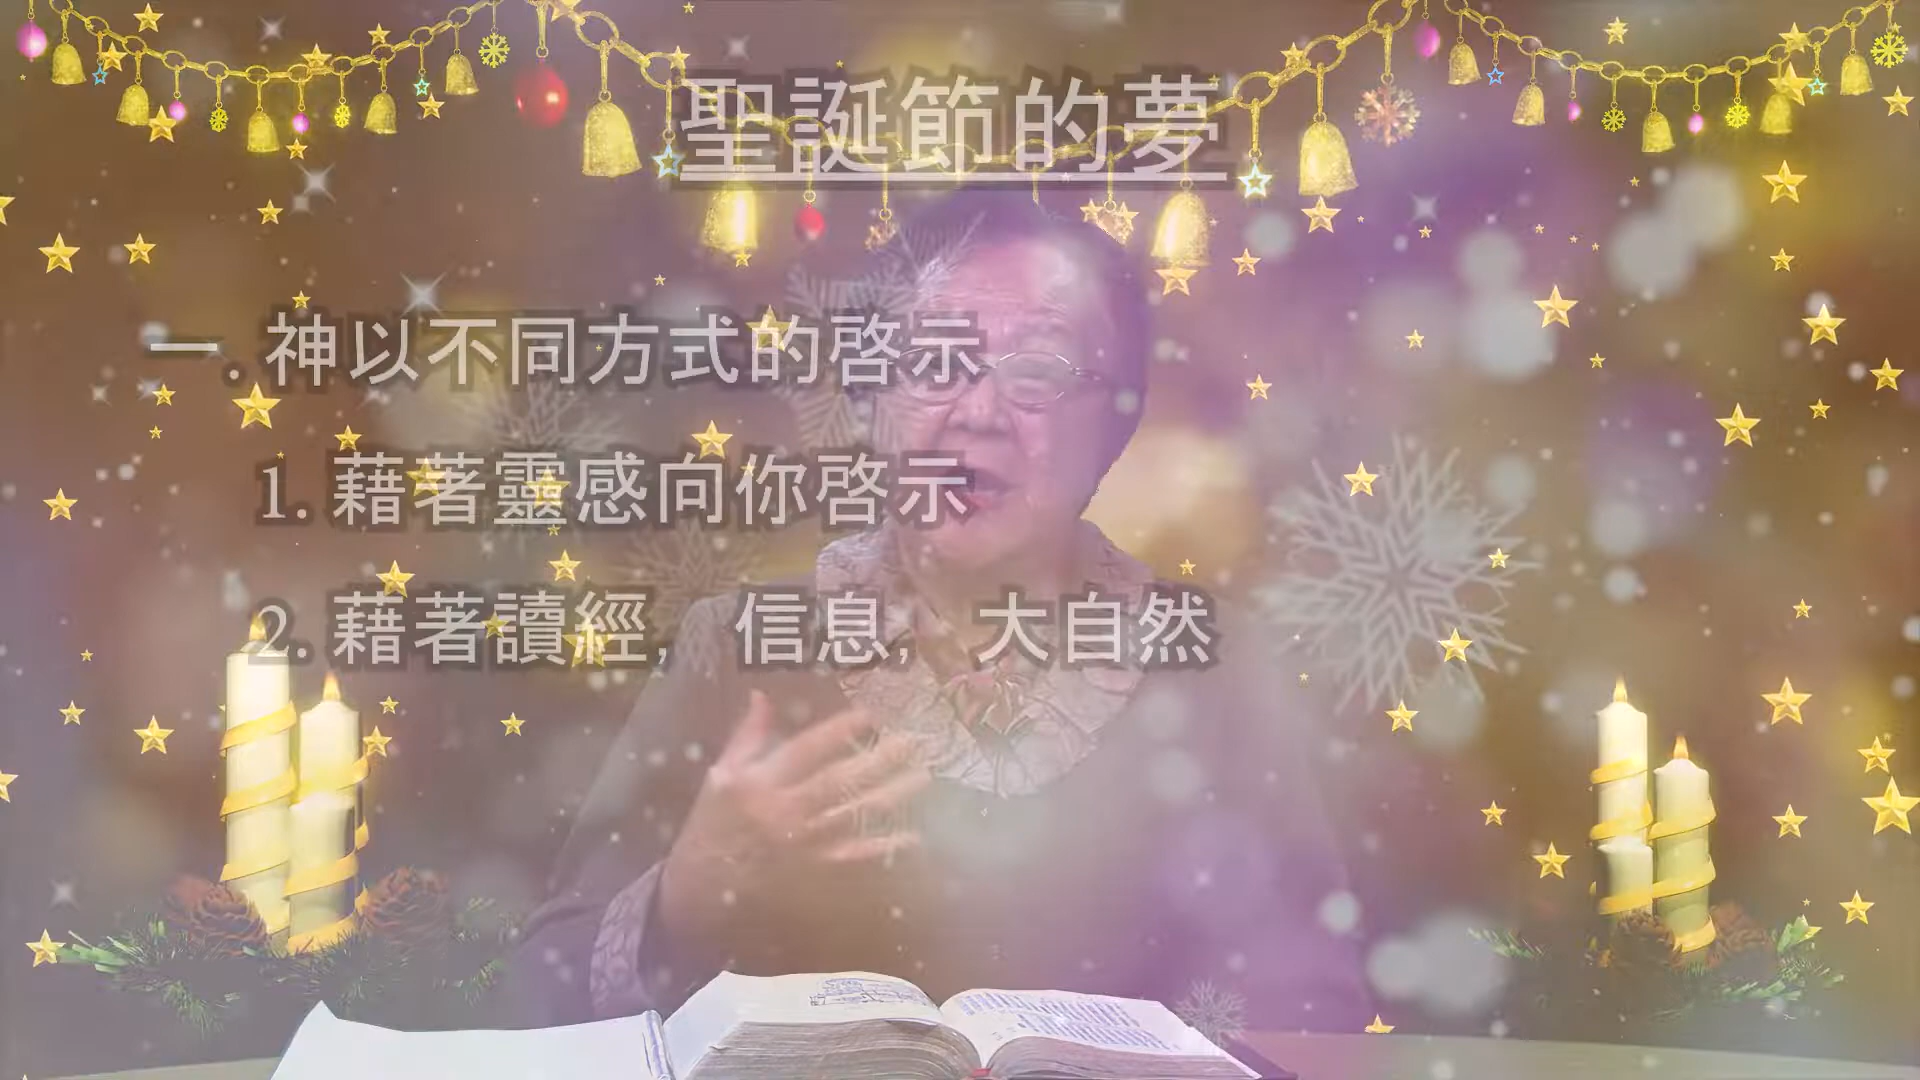 聖誕節的夢
一. 神以不同方式的啓示
1. 藉著靈感向你啓示
2. 藉著讀經, 信息, 大自然